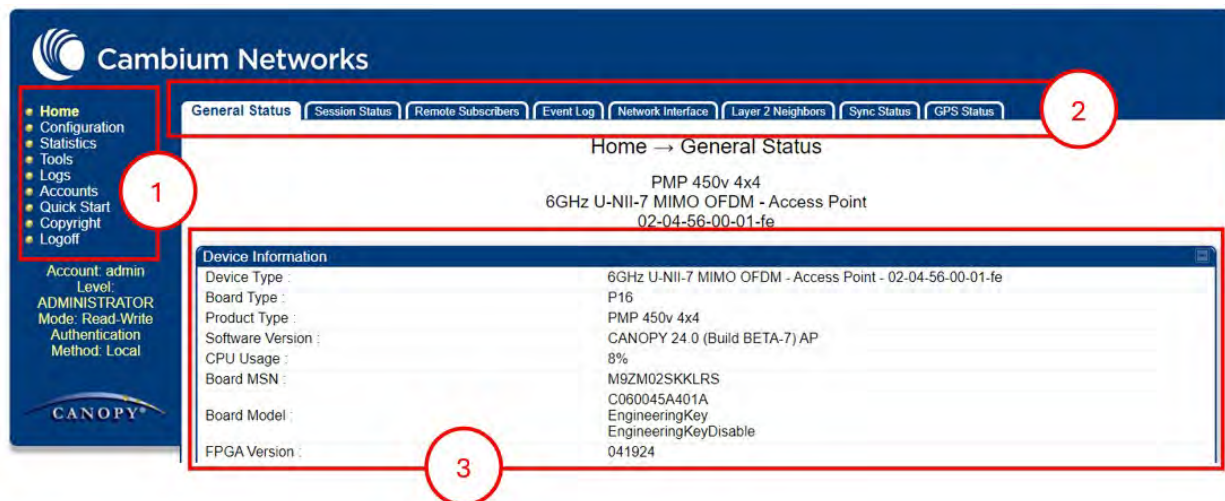 Cambium Networks
Home
Configuration
Statistics
Tools
Logs
Accounts
Quick Start
Copyright
Logoff
1
Account: admin
Level:
ADMINISTRATOR
Mode: Read-Write
Authentication
Method: Local
CANOPY®
General Status Session Status Remote Subscribers Event Log Network Interface Layer 2 Neighbors Sync Status GPS Status
2
Home → General Status
PMP 450v 4x4
6GHz U-NII-7 MIMO OFDM - Access Point
02-04-56-00-01-fe
Device Information
Device Type : 6GHz U-NII-7 MIMO OFDM - Access Point - 02-04-56-00-01-fe
Board Type : P16
Product Type : PMP 450v 4x4
Software Version : CANOPY 24.0 (Build BETA-7) AP
CPU Usage : 8%
Board MSN : M9ZM02SKKLRS
Board Model : C060045A401A
EngineeringKey
EngineeringKeyDisable
FPGA Version : 041924
3